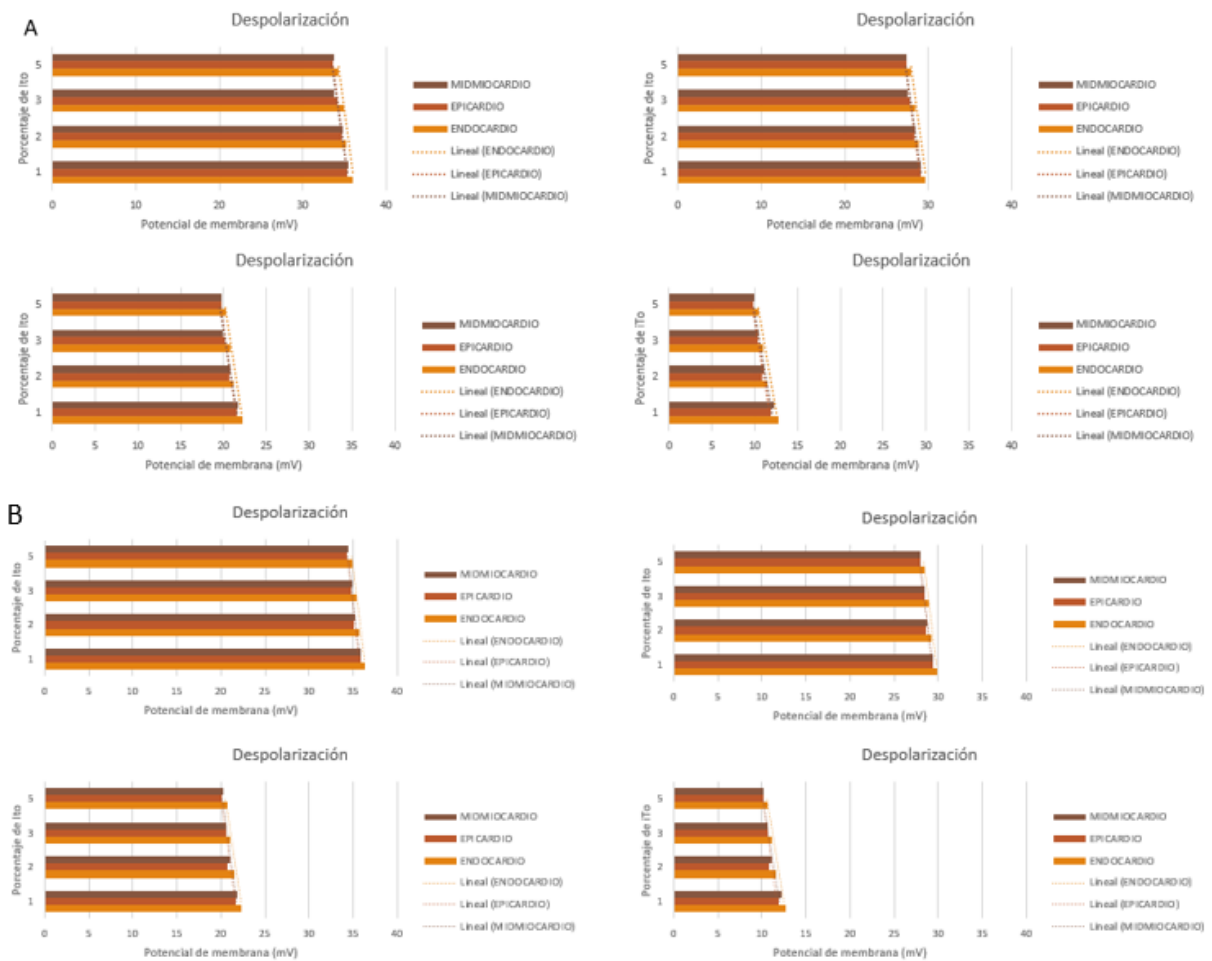 A
Despolarización
Porcentaje de Ito
5
3
2
1
0
10
20
30
40
Potencial de membrana (mV)
MIDMIOCARDIO
EPICARDIO
ENDOCARDIO
Lineal (ENDOCARDIO)
Lineal (EPICARDIO)
Lineal (MIDMIOCARDIO)
Despolarización
Porcentaje de Ito
5
3
2
1
0
10
20
30
40
Potencial de membrana (mV)
MIDMIOCARDIO
EPICARDIO
ENDOCARDIO
Lineal (ENDOCARDIO)
Lineal (EPICARDIO)
Lineal (MIDMIOCARDIO)
Despolarización
Porcentaje de Ito
5
3
2
1
0
5
10
15
20
25
30
35
40
Potencial de membrana (mV)
MIDMIOCARDIO
EPICARDIO
ENDOCARDIO
Lineal (ENDOCARDIO)
Lineal (EPICARDIO)
Lineal (MIDMIOCARDIO)
Despolarización
Porcentaje de iTo
5
3
2
1
0
5
10
15
20
25
30
35
40
Potencial de membrana (mV)
MIDMIOCARDIO
EPICARDIO
ENDOCARDIO
Lineal (ENDOCARDIO)
Lineal (EPICARDIO)
Lineal (MIDMIOCARDIO)
B
Despolarización
Porcentaje de Ito
5
3
2
1
0
5
10
15
20
25
30
35
40
Potencial de membrana (mV)
MIDMIOCARDIO
EPICARDIO
ENDOCARDIO
Lineal (ENDOCARDIO)
Lineal (EPICARDIO)
Lineal (MIDMIOCARDIO)
Despolarización
Porcentaje de Ito
5
3
2
1
0
5
10
15
20
25
30
35
40
Potencial de membrana (mV)
MIDMIOCARDIO
EPICARDIO
ENDOCARDIO
Lineal (ENDOCARDIO)
Lineal (EPICARDIO)
Lineal (MIDMIOCARDIO)
Despolarización
Porcentaje de Ito
5
3
2
1
0
5
10
15
20
25
30
35
40
Potencial de membrana (mV)
MIDMIOCARDIO
EPICARDIO
ENDOCARDIO
Lineal (ENDOCARDIO)
Lineal (EPICARDIO)
Lineal (MIDMIOCARDIO)
Despolarización
Porcentaje de iTo
5
3
2
1
0
5
10
15
20
25
30
35
40
Potencial de membrana (mV)
MIDMIOCARDIO
EPICARDIO
ENDOCARDIO
Lineal (ENDOCARDIO)
Lineal (EPICARDIO)
Lineal (MIDMIOCARDIO)